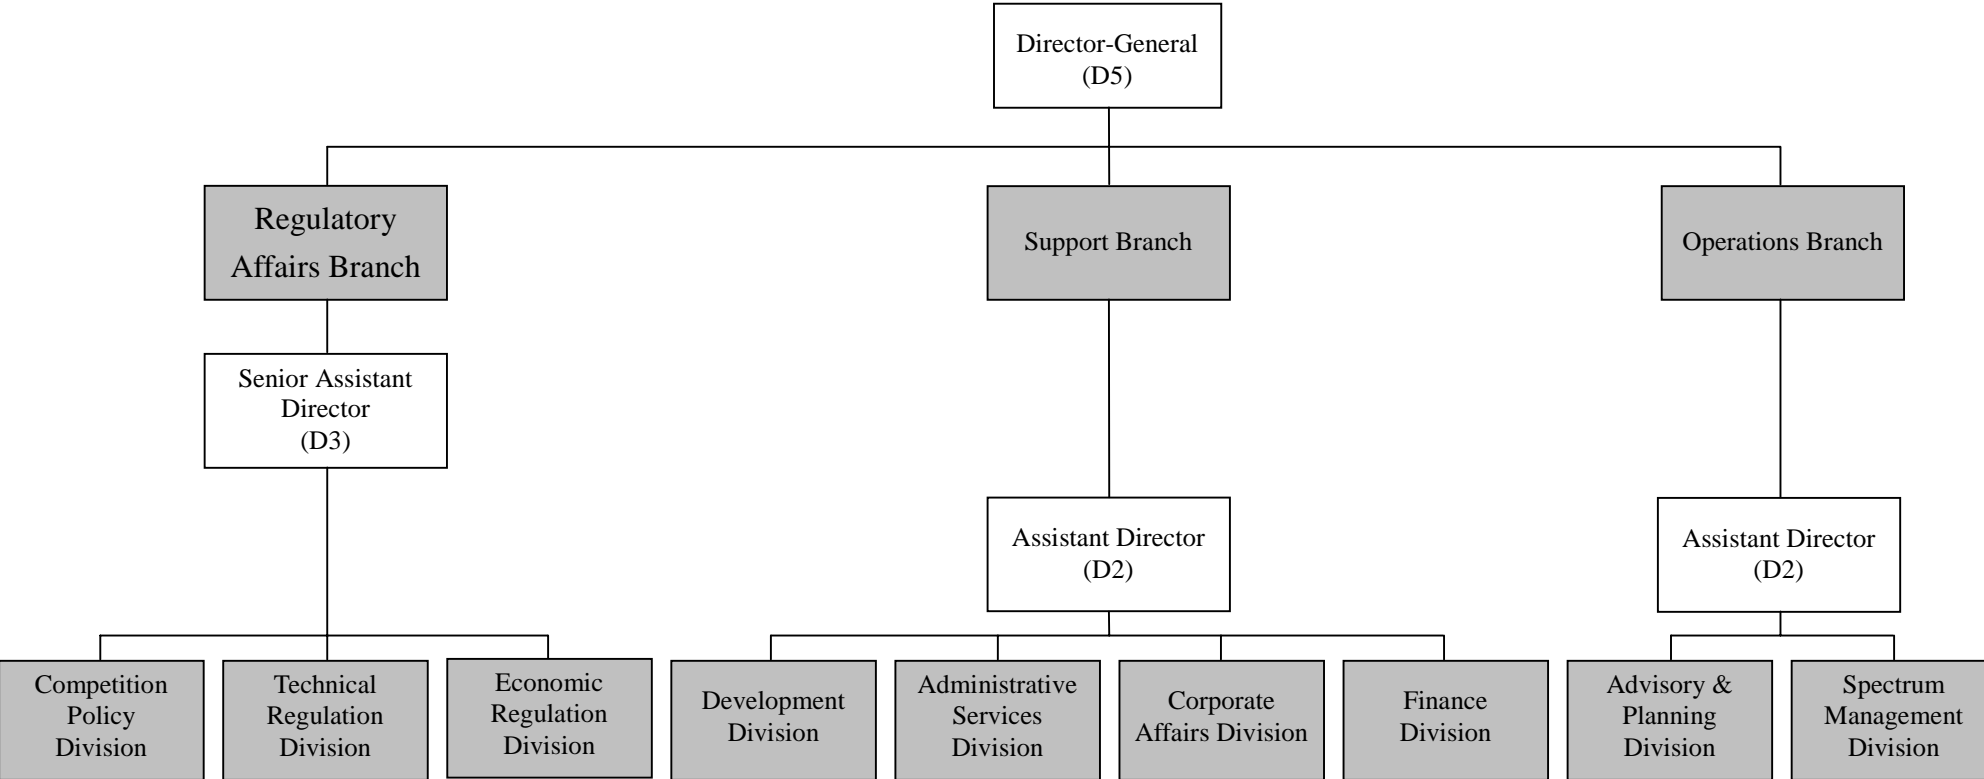 Director-General
(D5)
Regulatory
Affairs Branch
Support Branch
Operations Branch
Senior Assistant
Director
(D3)
Assistant Director
(D2)
Assistant Director
(D2)
Competition
Policy
Division
Technical
Regulation
Division
Economic
Regulation
Division
Development
Division
Administrative
Services
Division
Corporate
Affairs Division
Finance
Division
Advisory &
Planning
Division
Spectrum
Management
Division